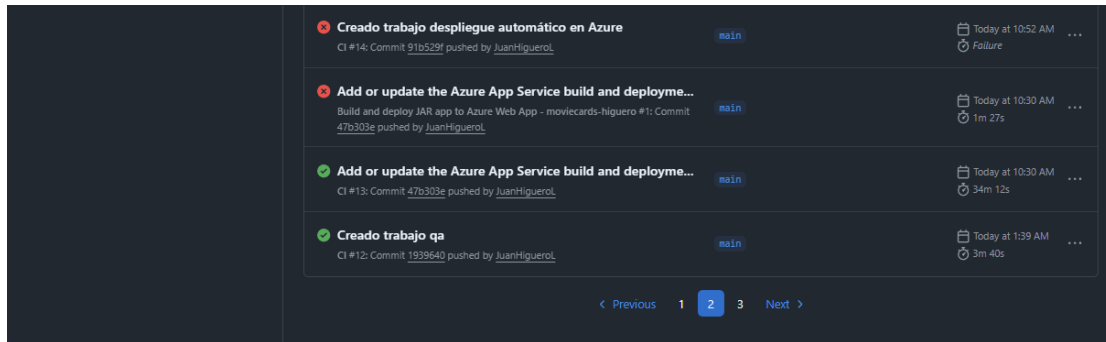 Creado trabajo despliegue automático en Azure
CI #14: Commit 91b529f pushed by JuanHigueroL
main
Today at 10:52 AM
Failure
Add or update the Azure App Service build and deployme...
Build and deploy JAR app to Azure Web App - moviecards-higuero #1: Commit
47b303e pushed by JuanHigueroL
main
Today at 10:30 AM
1m 27s
Add or update the Azure App Service build and deployme...
CI #13: Commit 47b303e pushed by JuanHigueroL
main
Today at 10:30 AM
34m 12s
Creado trabajo qa
CI #12: Commit 1939640 pushed by JuanHigueroL
main
Today at 1:39 AM
3m 40s
Previous 1 2 3 Next